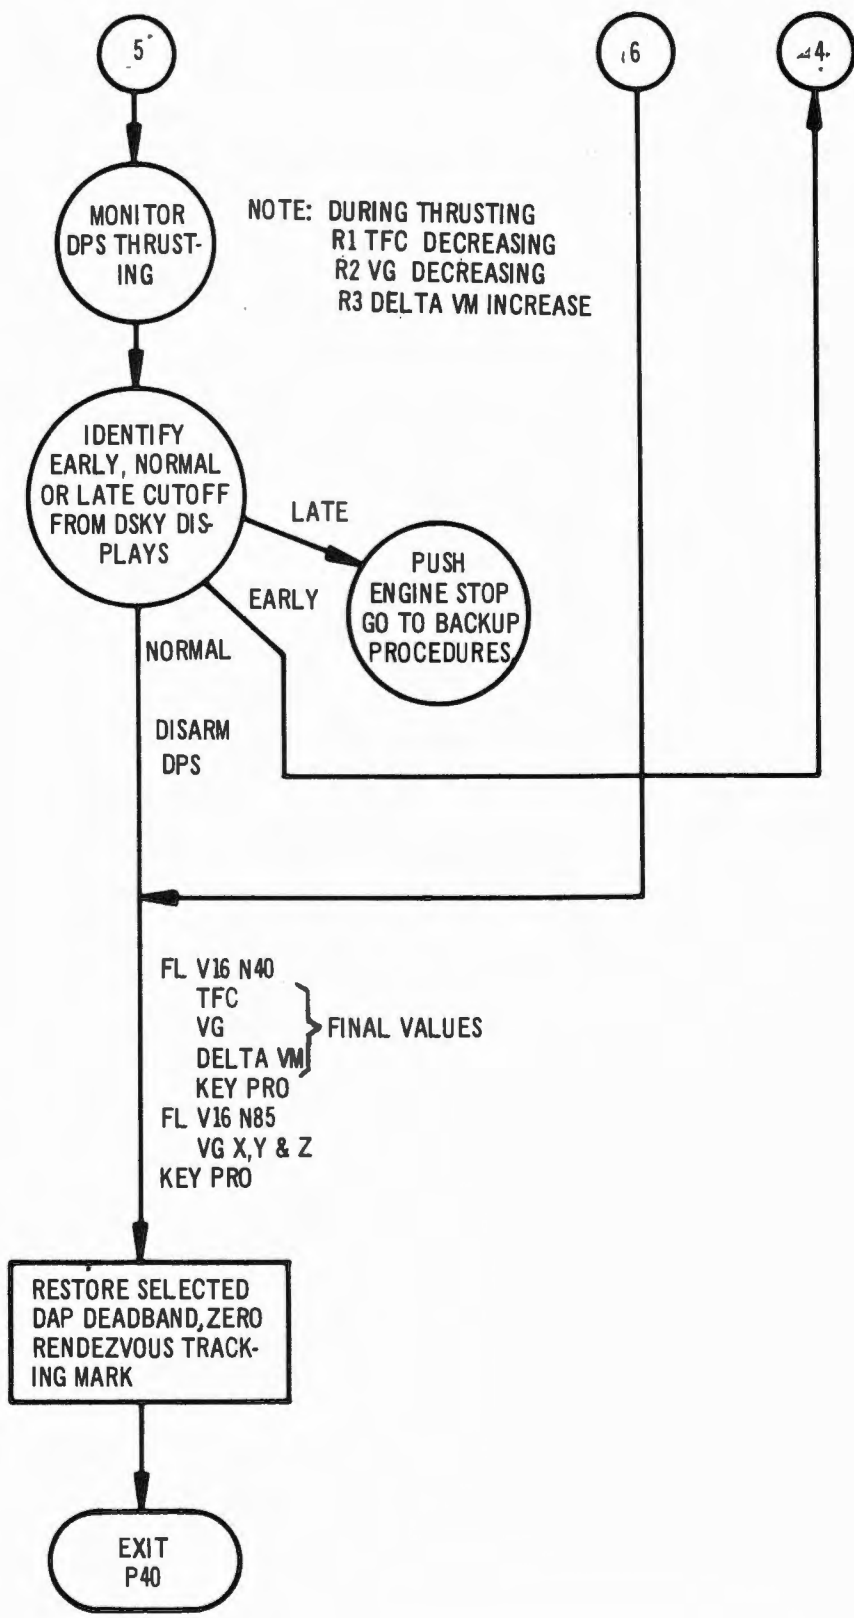 5
6
4
MONITOR
DPS THRUST-
ING
NOTE: DURING THRUSTING
R1 TFC DECREASING
R2 VG DECREASING
R3 DELTA VM INCREASE
IDENTIFY
EARLY, NORMAL
OR LATE CUTOFF
FROM DSKY DIS-
PLAYS
LATE
PUSH
ENGINE STOP
GO TO BACKUP
PROCEDURES
EARLY
NORMAL
DISARM
DPS
FL V16 N40
TFC
VG
DELTA VM
FINAL VALUES
KEY PRO
FL V16 N85
VG X,Y & Z
KEY PRO
RESTORE SELECTED
DAP DEADBAND, ZERO
RENDEZVOUS TRACK-
ING MARK
EXIT
P40